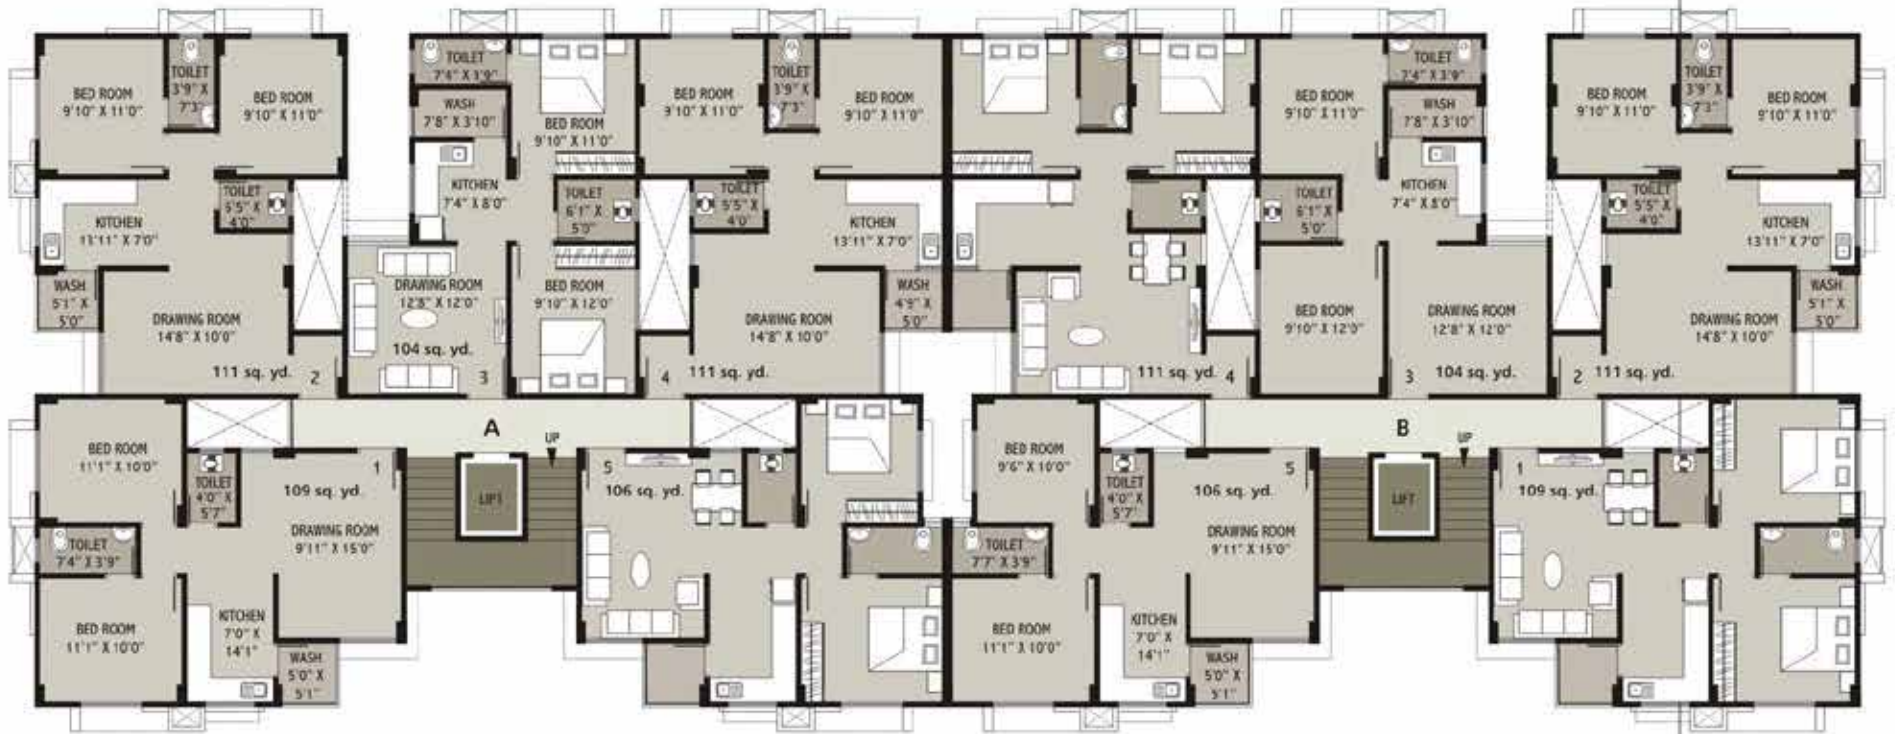 BED ROOM
9'10" X 11'0"
TOILET
3'9" X
7'3"
BED ROOM
9'10" X 11'0"
KITCHEN
13'11" X 7'0"
TOILET
5'5" X
4'0"
WASH
5'1" X
5'0"
DRAWING ROOM
14'8" X 10'0"
111 sq. yd.
2
TOILET
7'4" X 3'9"
WASH
7'8" X 3'10"
BED ROOM
9'10" X 11'0"
KITCHEN
7'4" X 8'0"
TOILET
6'1" X
5'0"
DRAWING ROOM
12'8" X 12'0"
BED ROOM
9'10" X 12'0"
104 sq. yd.
3
BED ROOM
9'10" X 11'0"
TOILET
3'9" X
7'3"
BED ROOM
9'10" X 11'0"
TOILET
5'5" X
4'0"
KITCHEN
13'11" X 7'0"
WASH
4'9" X
5'0"
DRAWING ROOM
14'8" X 10'0"
4
111 sq. yd.
111 sq. yd.
4
BED ROOM
9'10" X 11'0"
TOILET
7'4" X 3'9"
WASH
7'8" X 3'10"
KITCHEN
7'4" X 8'0"
TOILET
6'1" X
5'0"
BED ROOM
9'10" X 12'0"
DRAWING ROOM
12'8" X 12'0"
3
104 sq. yd.
BED ROOM
9'10" X 11'0"
TOILET
3'9" X
7'3"
BED ROOM
9'10" X 11'0"
TOILET
5'5" X
4'0"
KITCHEN
13'11" X 7'0"
WASH
5'1" X
5'0"
DRAWING ROOM
14'8" X 10'0"
2
111 sq. yd.
BED ROOM
11'1" X 10'0"
TOILET
4'0" X
5'7"
1
109 sq. yd.
DRAWING ROOM
9'11" X 15'0"
TOILET
7'4" X 3'9"
BED ROOM
11'1" X 10'0"
KITCHEN
7'0" X
14'1"
WASH
5'0" X
5'1"
A
UP
LIFT
5
106 sq. yd.
BED ROOM
9'6" X 10'0"
TOILET
4'0" X
5'7"
5
106 sq. yd.
DRAWING ROOM
9'11" X 15'0"
TOILET
7'7" X 3'9"
BED ROOM
11'1" X 10'0"
KITCHEN
7'0" X
14'1"
WASH
5'0" X
5'1"
B
UP
LIFT
1
109 sq. yd.